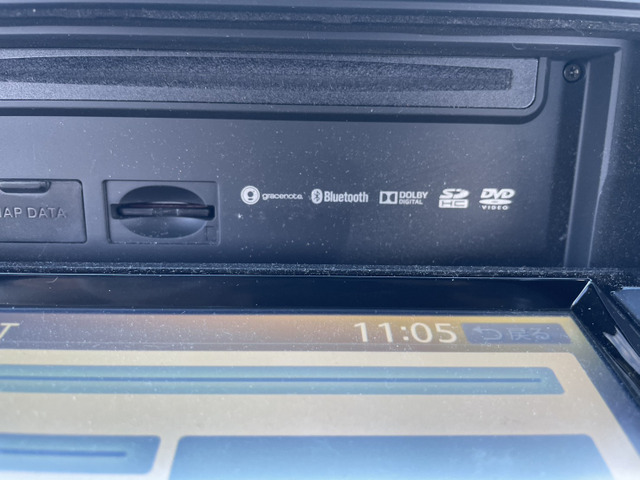 MAP DATA
gracenote Bluetooth DOLBY DIGITAL SD HC DVD VIDEO
11:05 戻る